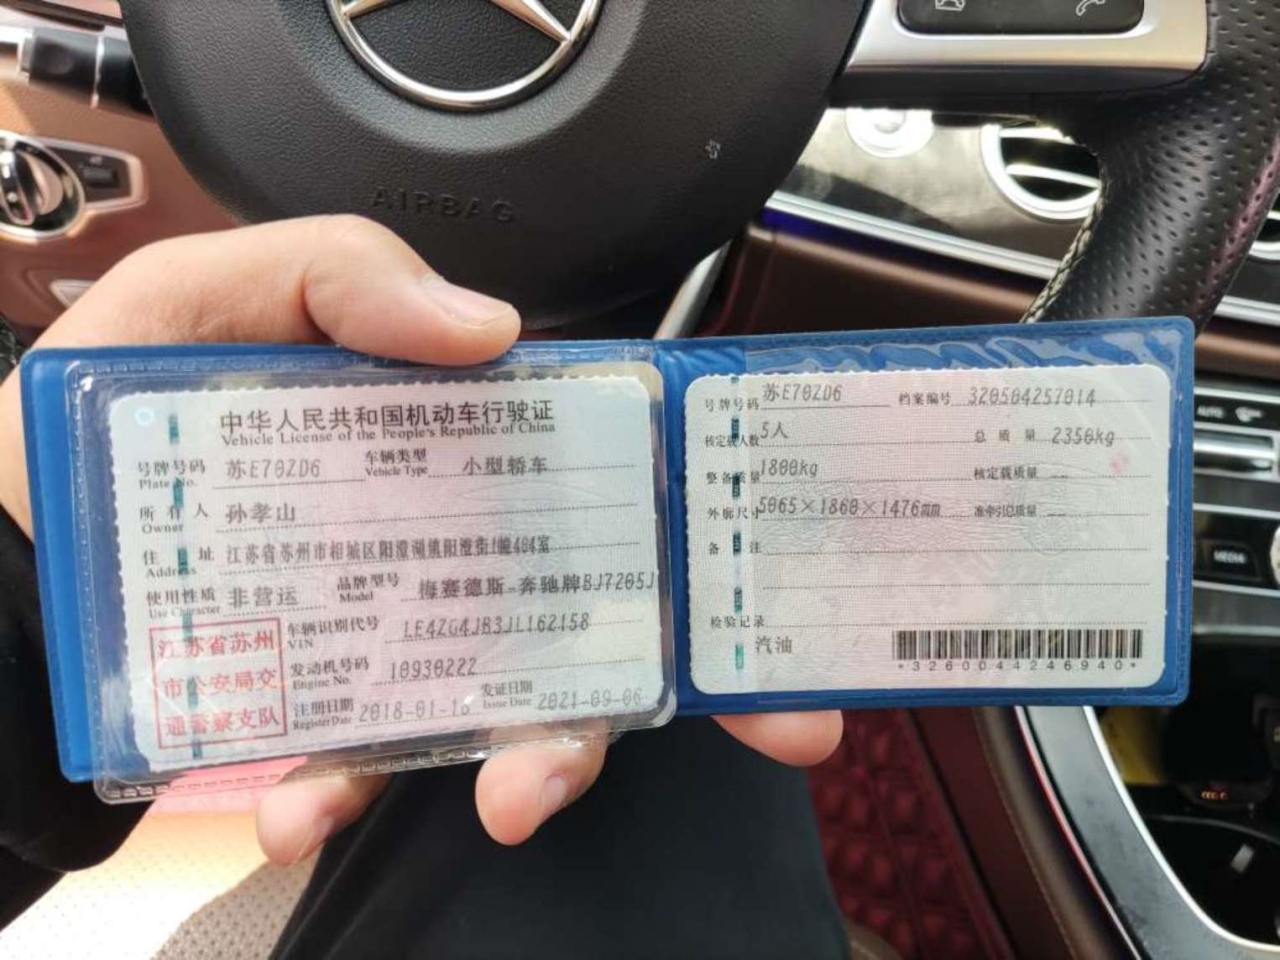 AIRBAG
中华人民共和国机动车行驶证
Vehicle License of the People's Republic of China
号牌号码 苏E70ZD6 车辆类型 小型轿车
Plate No. Vehicle Type
所有人 孙孝山
Owner
住址 江苏省苏州市相城区阳澄湖镇阳澄街 404室
Address
使用性质 非营运 品牌型号 梅赛德斯-奔驰牌BJ7205J
Use Character Model
江苏省苏州
市公安局交
通警察支队
车辆识别代号 LE4ZG4JB3JL162158
VIN
发动机号码 10930222
Engine No.
注册日期 2018-01-16 发证日期 2021-09-06
Register Date Issue Date
号牌号码 苏E70ZD6 档案编号 320504257014
核定载人数 5人 总质量 2350kg
整备质量 1800kg 核定载质量 --
外廓尺寸 5065×1860×1476mm 准牵引总质量 --
备注
检验记录
汽油
*3260044246940*
AUTO
MEDIA